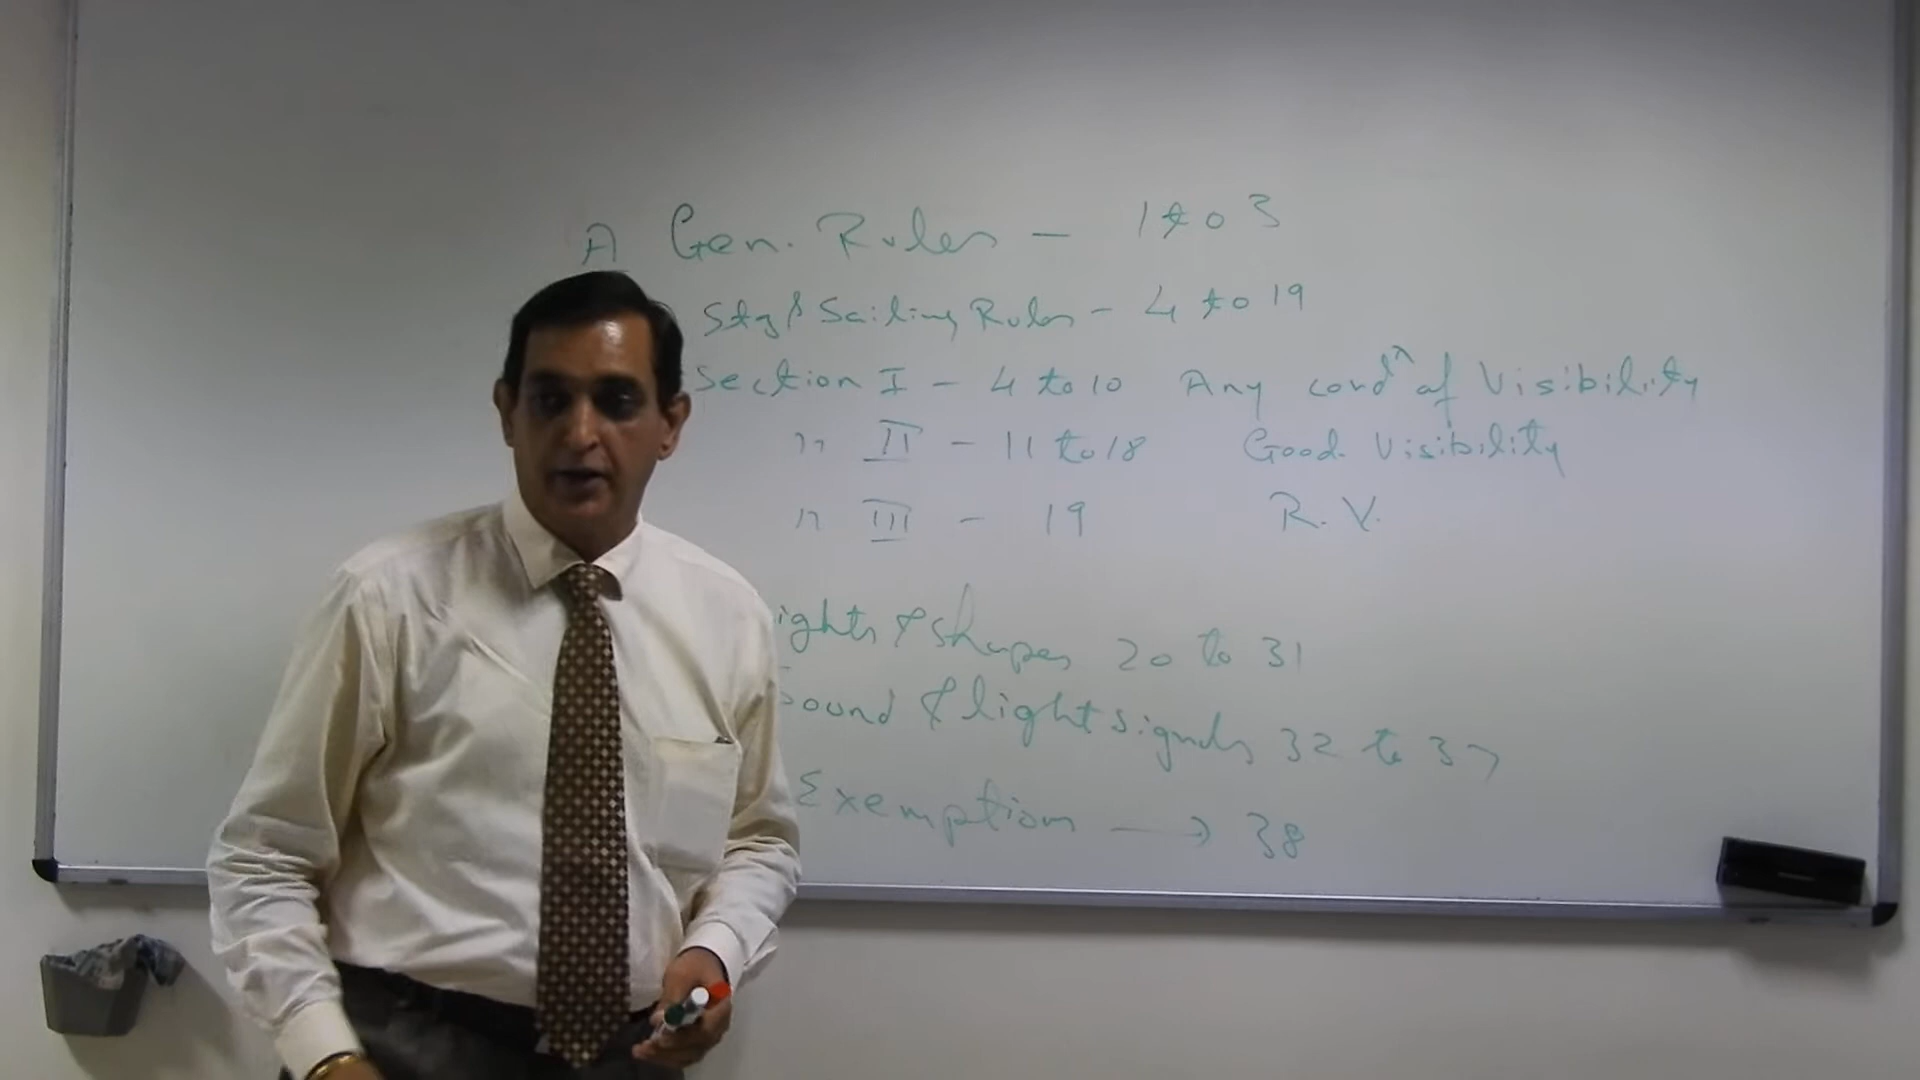 A Gen. Rules - 1 to 3
Stg & Sailing Rules - 4 to 19
Section I - 4 to 10 Any condn of Visibility
" II - 11 to 18 Good Visibility
" III - 19 R.V.
ights & shapes 20 to 31
ound & light signals 32 to 37
Exemption → 38